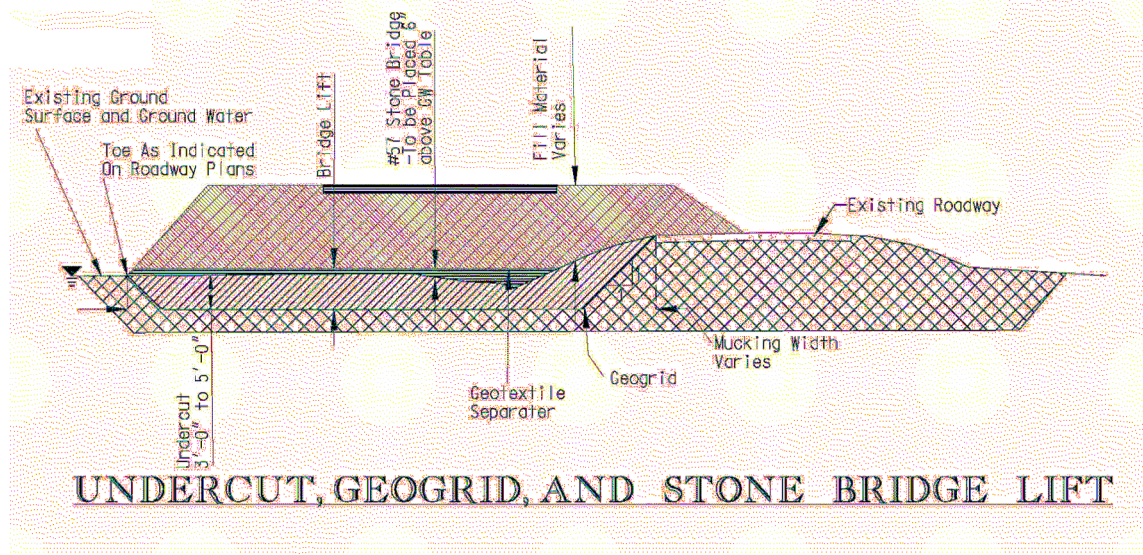 Existing Ground
Surface and Ground Water
Toe As Indicated
On Roadway Plans
Bridge Lift
#57 Stone Bridge
-To be Placed 6"
above GW Table
Fill Material
Varies
Existing Roadway
Mucking Width
Varies
Geogrid
Geotextile
Separater
Undercut
3'-0" to 5'-0"
UNDERCUT, GEOGRID, AND STONE BRIDGE LIFT